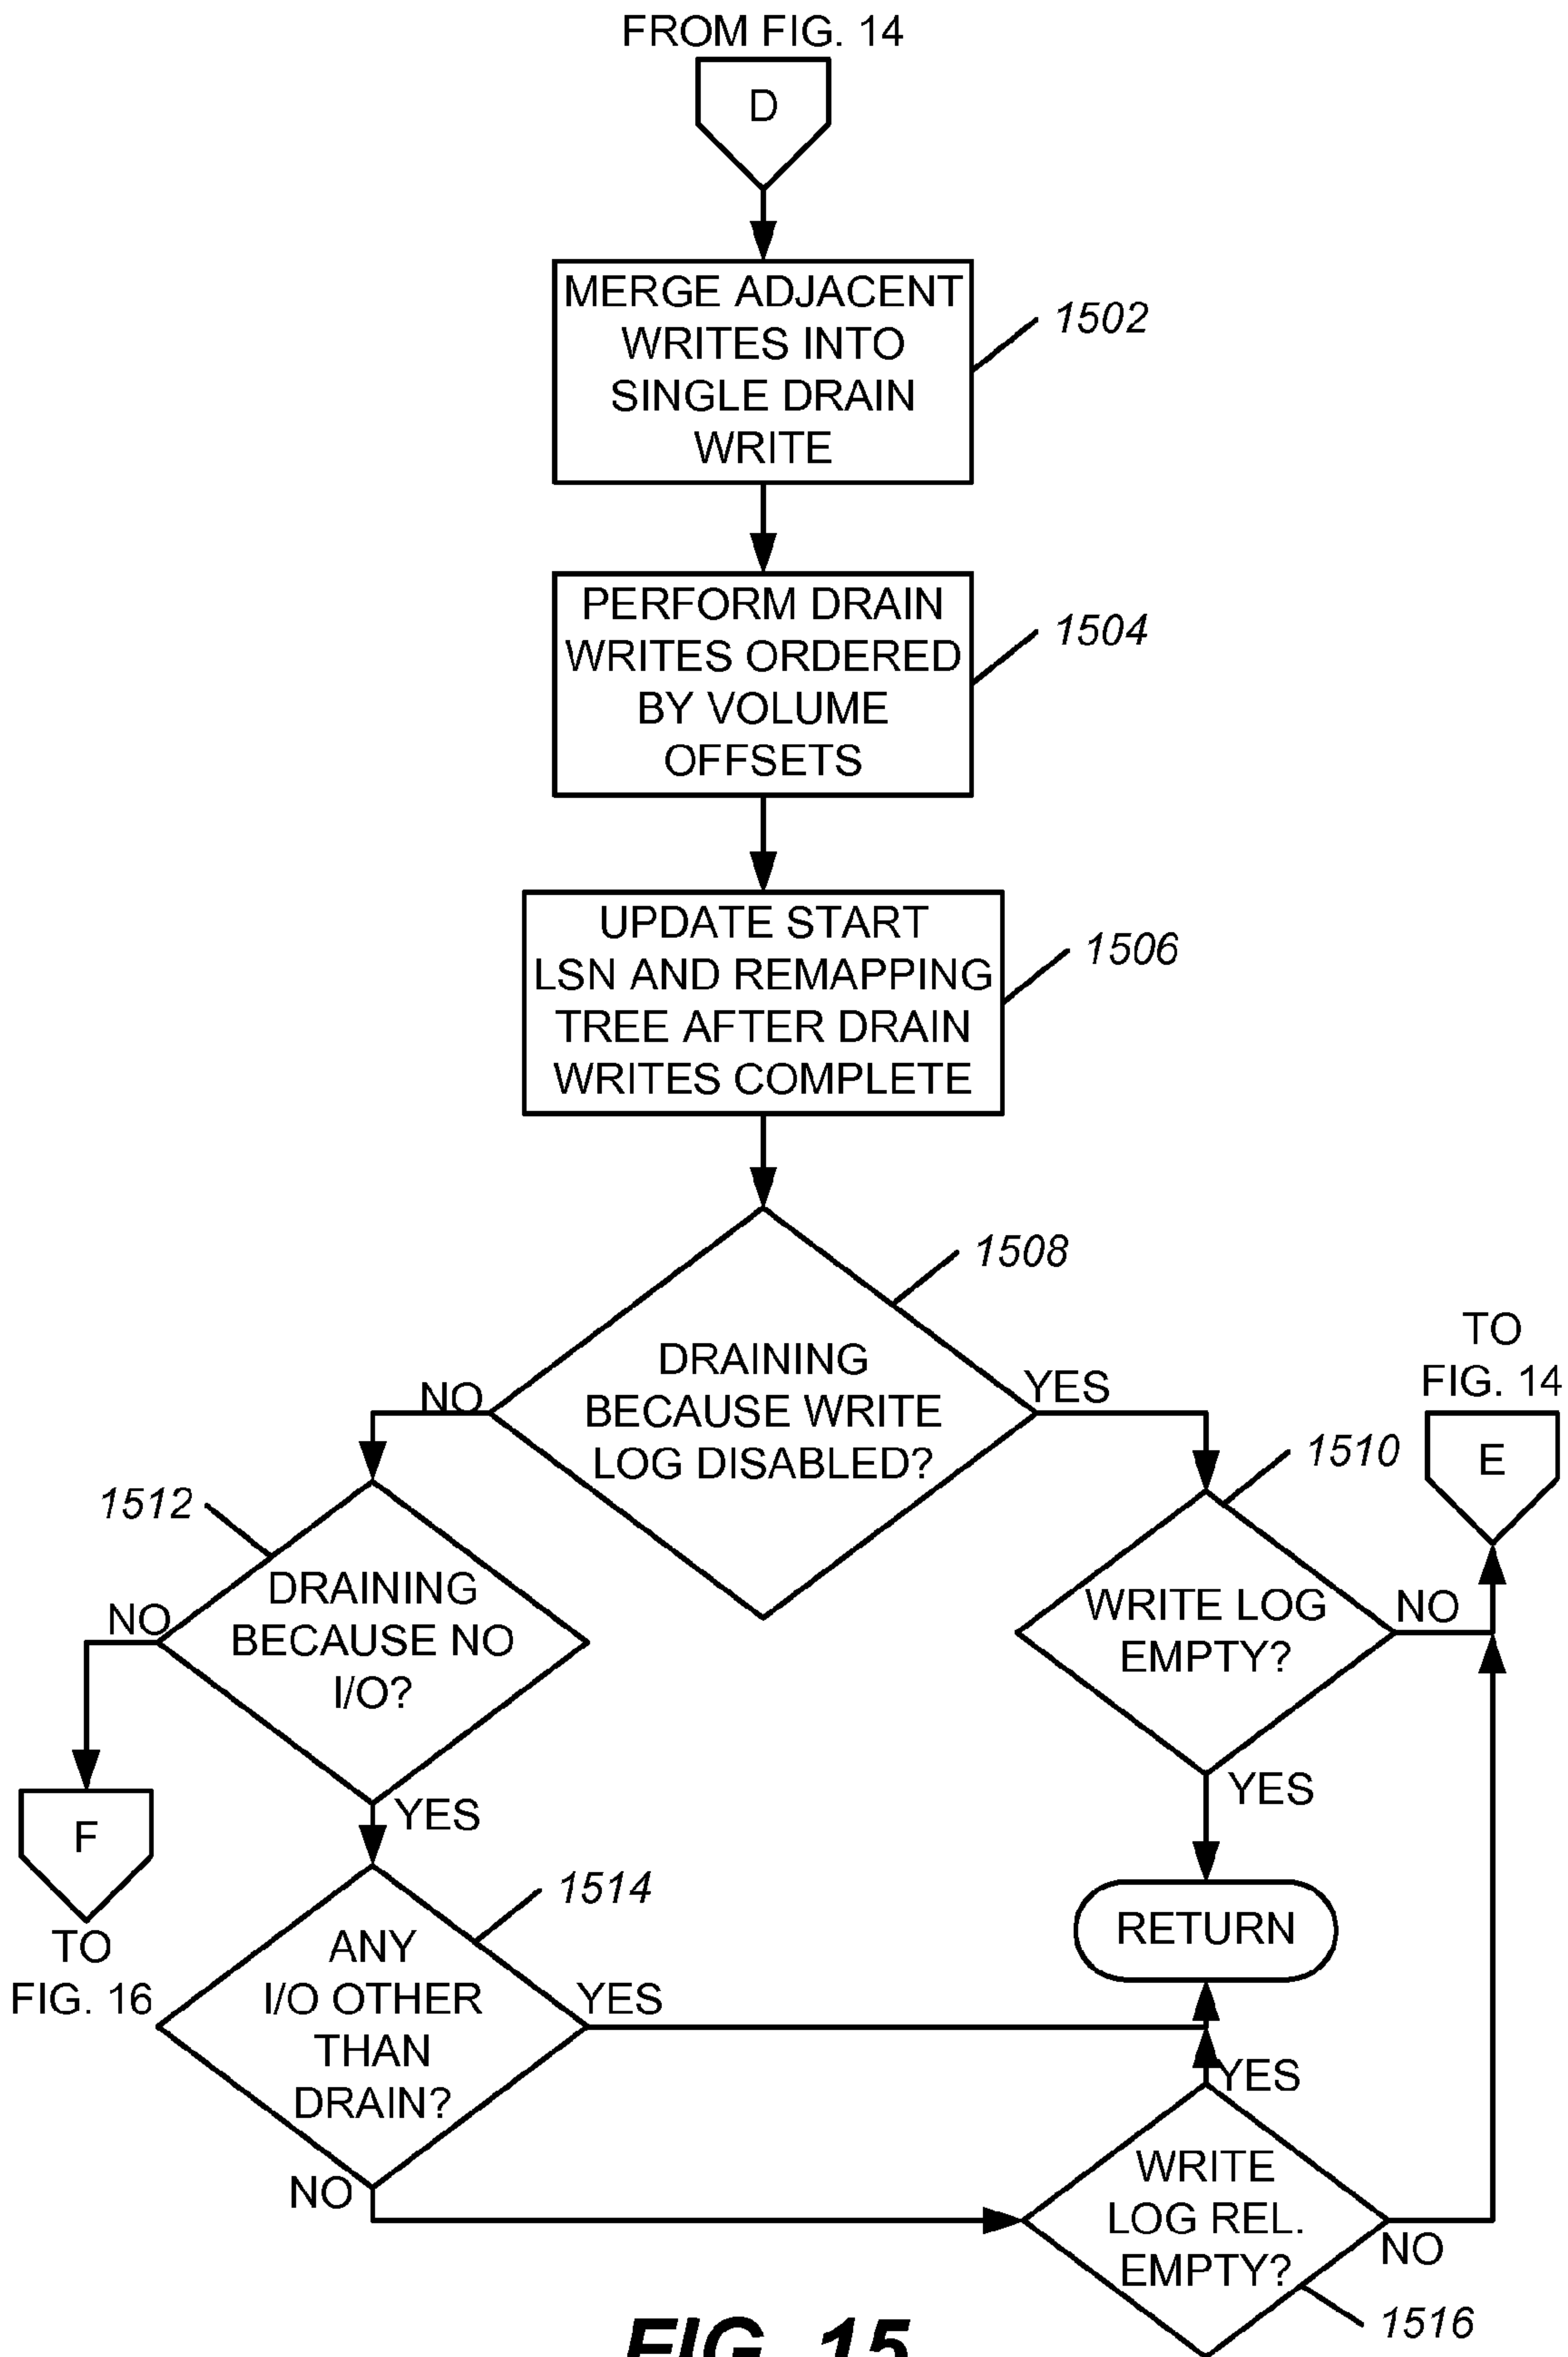 FROM FIG. 14
D
MERGE ADJACENT
WRITES INTO
SINGLE DRAIN
WRITE
1502
PERFORM DRAIN
WRITES ORDERED
BY VOLUME
OFFSETS
1504
UPDATE START
LSN AND REMAPPING
TREE AFTER DRAIN
WRITES COMPLETE
1506
1508
DRAINING
BECAUSE WRITE
LOG DISABLED?
NO
YES
TO
FIG. 14
E
1510
WRITE LOG
EMPTY?
NO
YES
1512
DRAINING
BECAUSE NO
I/O?
NO
YES
F
TO
FIG. 16
1514
ANY
I/O OTHER
THAN
DRAIN?
YES
NO
RETURN
YES
WRITE
LOG REL.
EMPTY?
NO
1516
FIG. 15